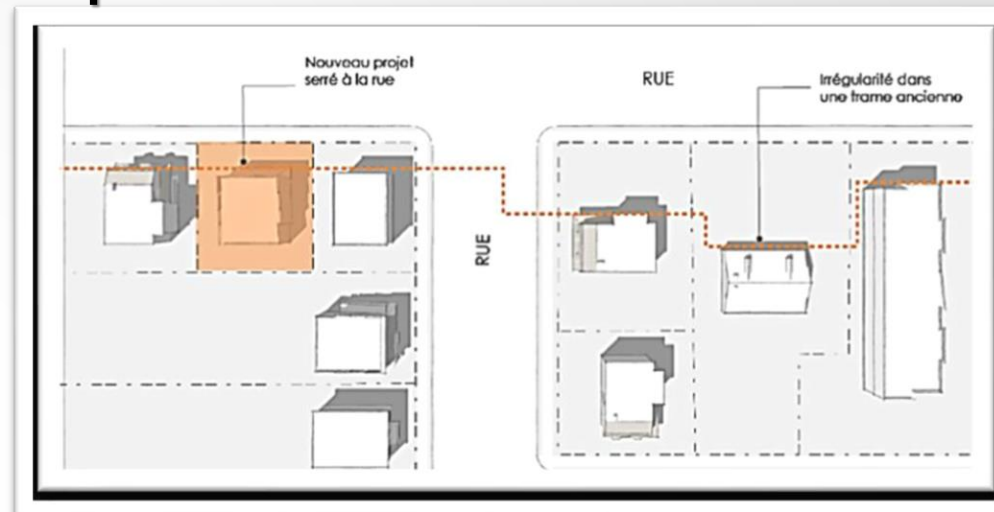 Nouveau projet
serré à la rue
RUE
Irrégularité dans
une trame ancienne
RUE